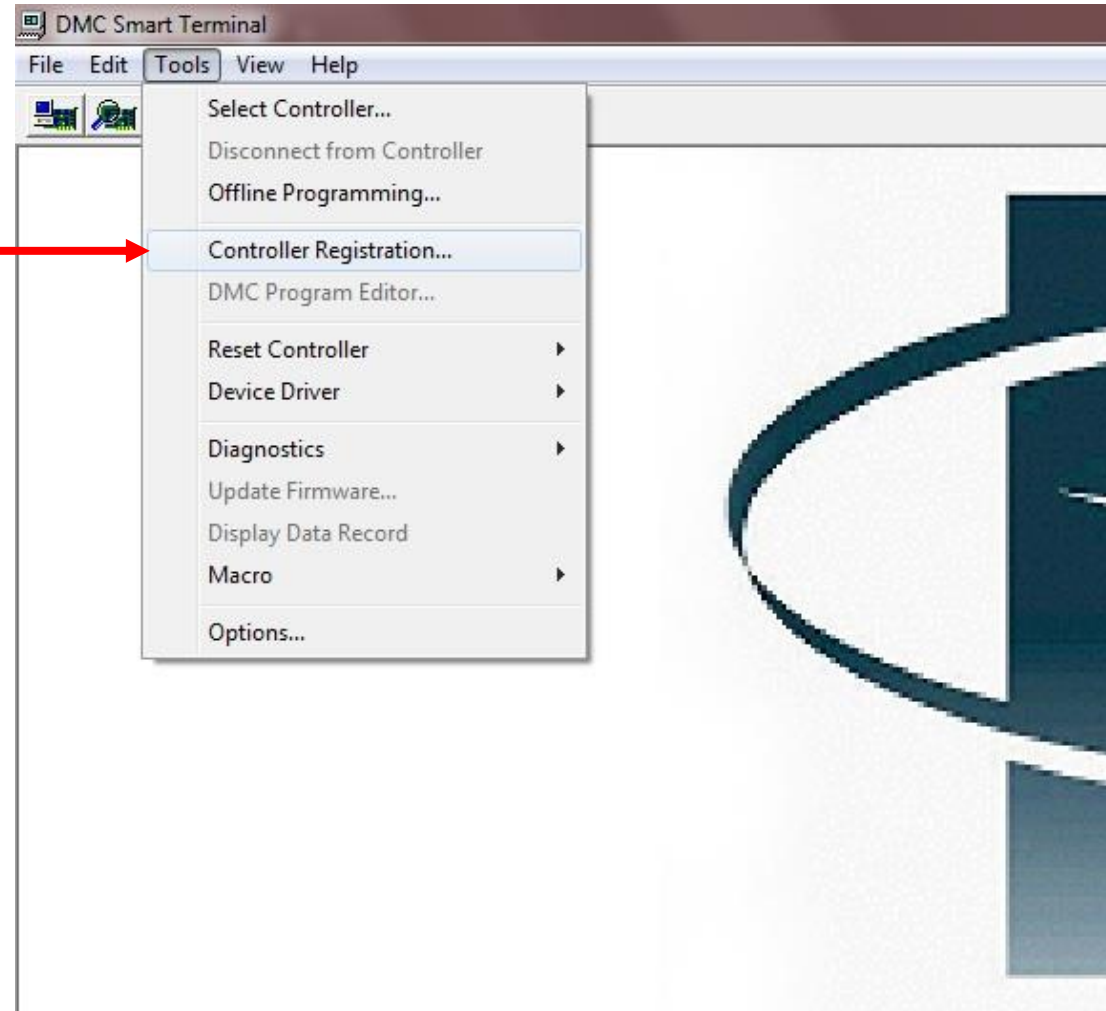 DMC Smart Terminal
File Edit Tools View Help
Select Controller...
Disconnect from Controller
Offline Programming...
Controller Registration...
DMC Program Editor...
Reset Controller
Device Driver
Diagnostics
Update Firmware...
Display Data Record
Macro
Options...